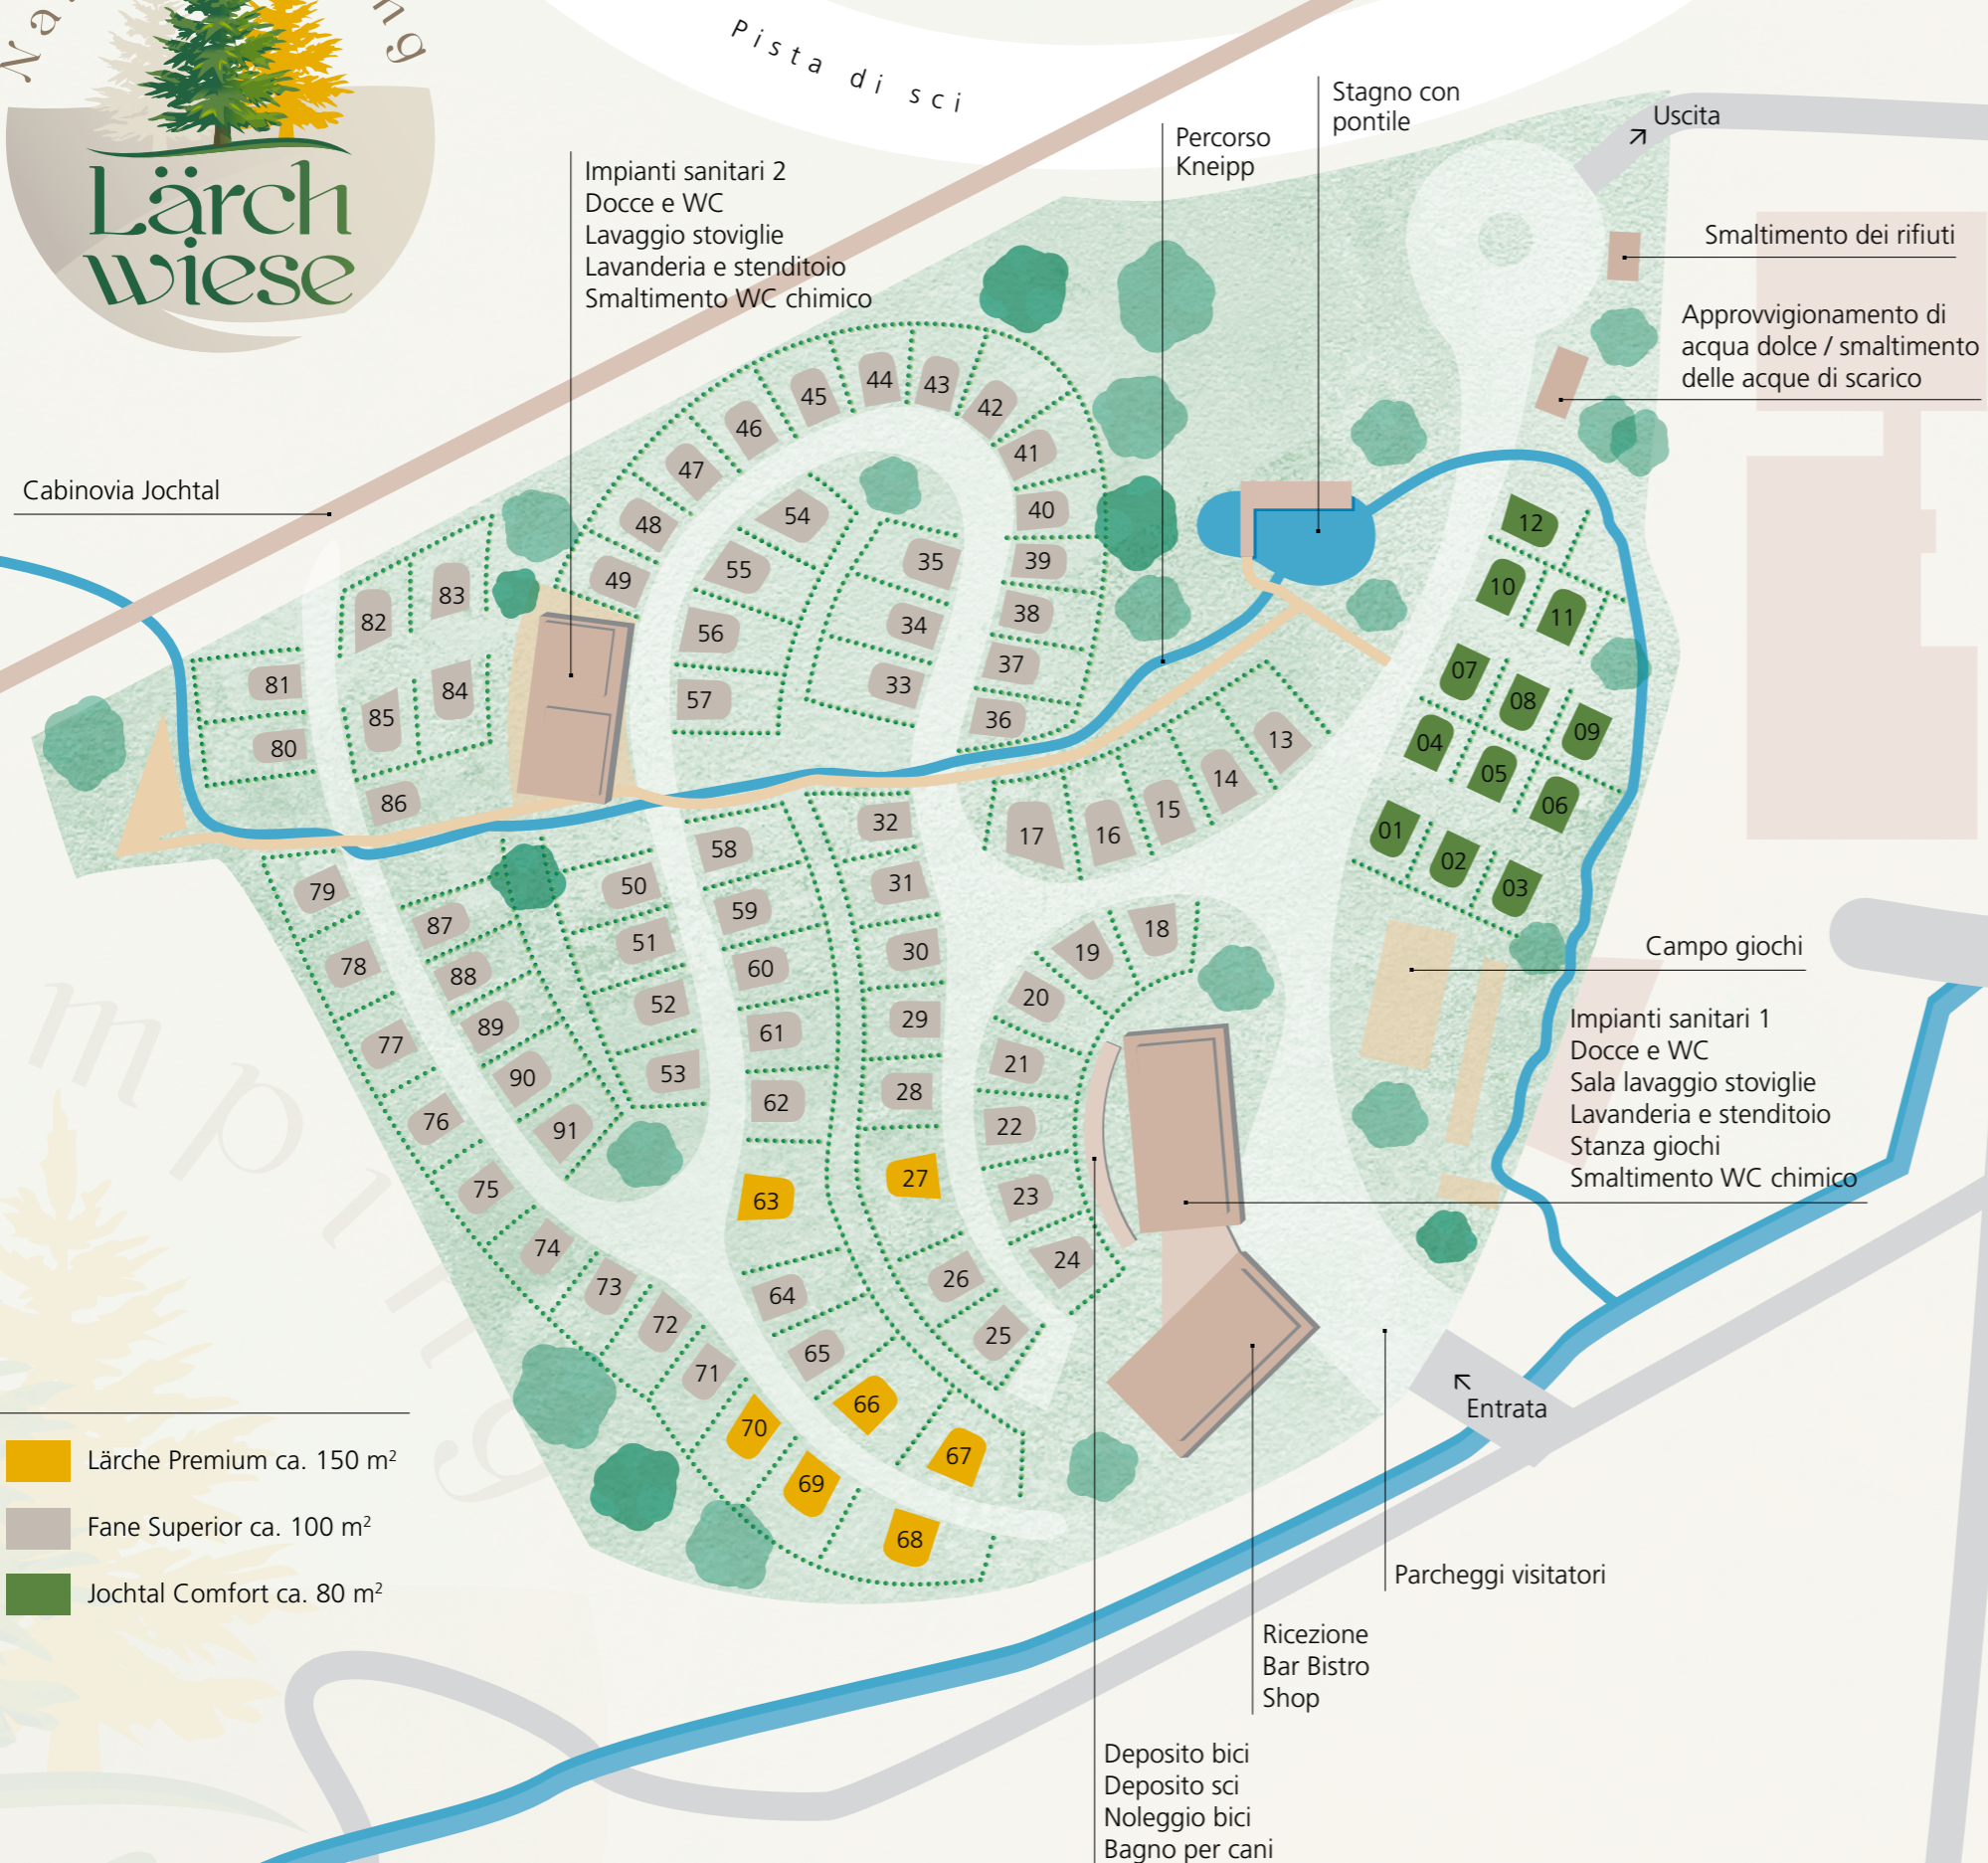 Lärch
wiese
Pista di sci
Impianti sanitari 2
Docce e WC
Lavaggio stoviglie
Lavanderia e stenditoio
Smaltimento WC chimico
Percorso
Kneipp
Stagno con
pontile
Uscita
Smaltimento dei rifiuti
Approvvigionamento di
acqua dolce / smaltimento
delle acque di scarico
Cabinovia Jochtal
44
43
45
42
46
41
47
40
48
54
39
49
55
35
38
56
34
37
57
33
36
83
82
81
84
85
80
86
12
10
11
07
08
09
04
05
06
01
02
03
13
14
15
16
17
32
31
30
29
28
27
26
25
58
59
60
61
62
63
64
65
66
67
50
51
52
53
87
88
89
90
91
79
78
77
76
75
74
73
72
71
70
69
68
18
19
20
21
22
23
24
Campo giochi
Impianti sanitari 1
Docce e WC
Sala lavaggio stoviglie
Lavanderia e stenditoio
Stanza giochi
Smaltimento WC chimico
Entrata
Parcheggi visitatori
Ricezione
Bar Bistro
Shop
Deposito bici
Deposito sci
Noleggio bici
Bagno per cani
Lärche Premium ca. 150 m²
Fane Superior ca. 100 m²
Jochtal Comfort ca. 80 m²